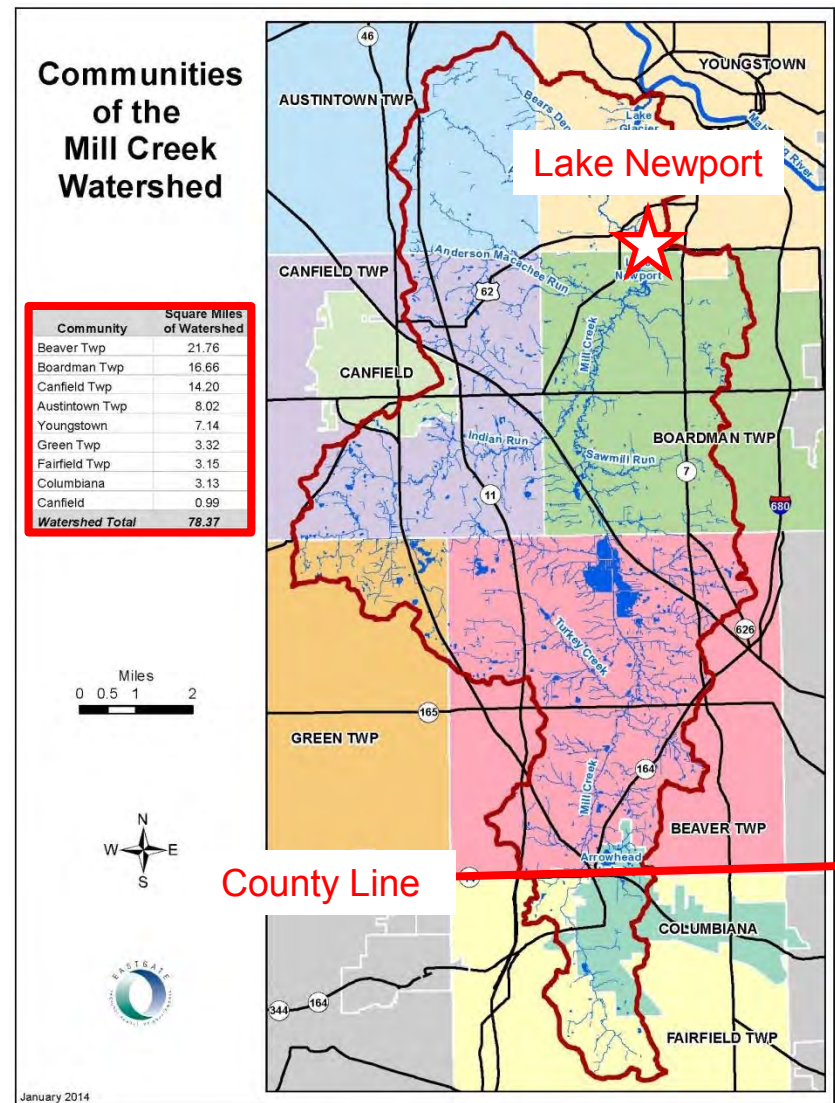 Communities
of the
Mill Creek
Watershed
Community Square Miles
of Watershed
Beaver Twp 21.76
Boardman Twp 16.66
Canfield Twp 14.20
Austintown Twp 8.02
Youngstown 7.14
Green Twp 3.32
Fairfield Twp 3.15
Columbiana 3.13
Canfield 0.99
Watershed Total 78.37
Miles
0 0.5 1 2
N
W E
S
EASTGATE
January 2014
46
YOUNGSTOWN
AUSTINTOWN TWP
Bears Den
Lake
Glacier
River
Lake Newport
CANFIELD TWP
Anderson Macachee Run
Newport
62
Mill Creek
CANFIELD
Indian Run
BOARDMAN TWP
Sawmill Run
7
11
680
Turkey Creek
626
165
GREEN TWP
164
Mill Creek
BEAVER TWP
Arrowhead
County Line
COLUMBIANA
344
164
FAIRFIELD TWP